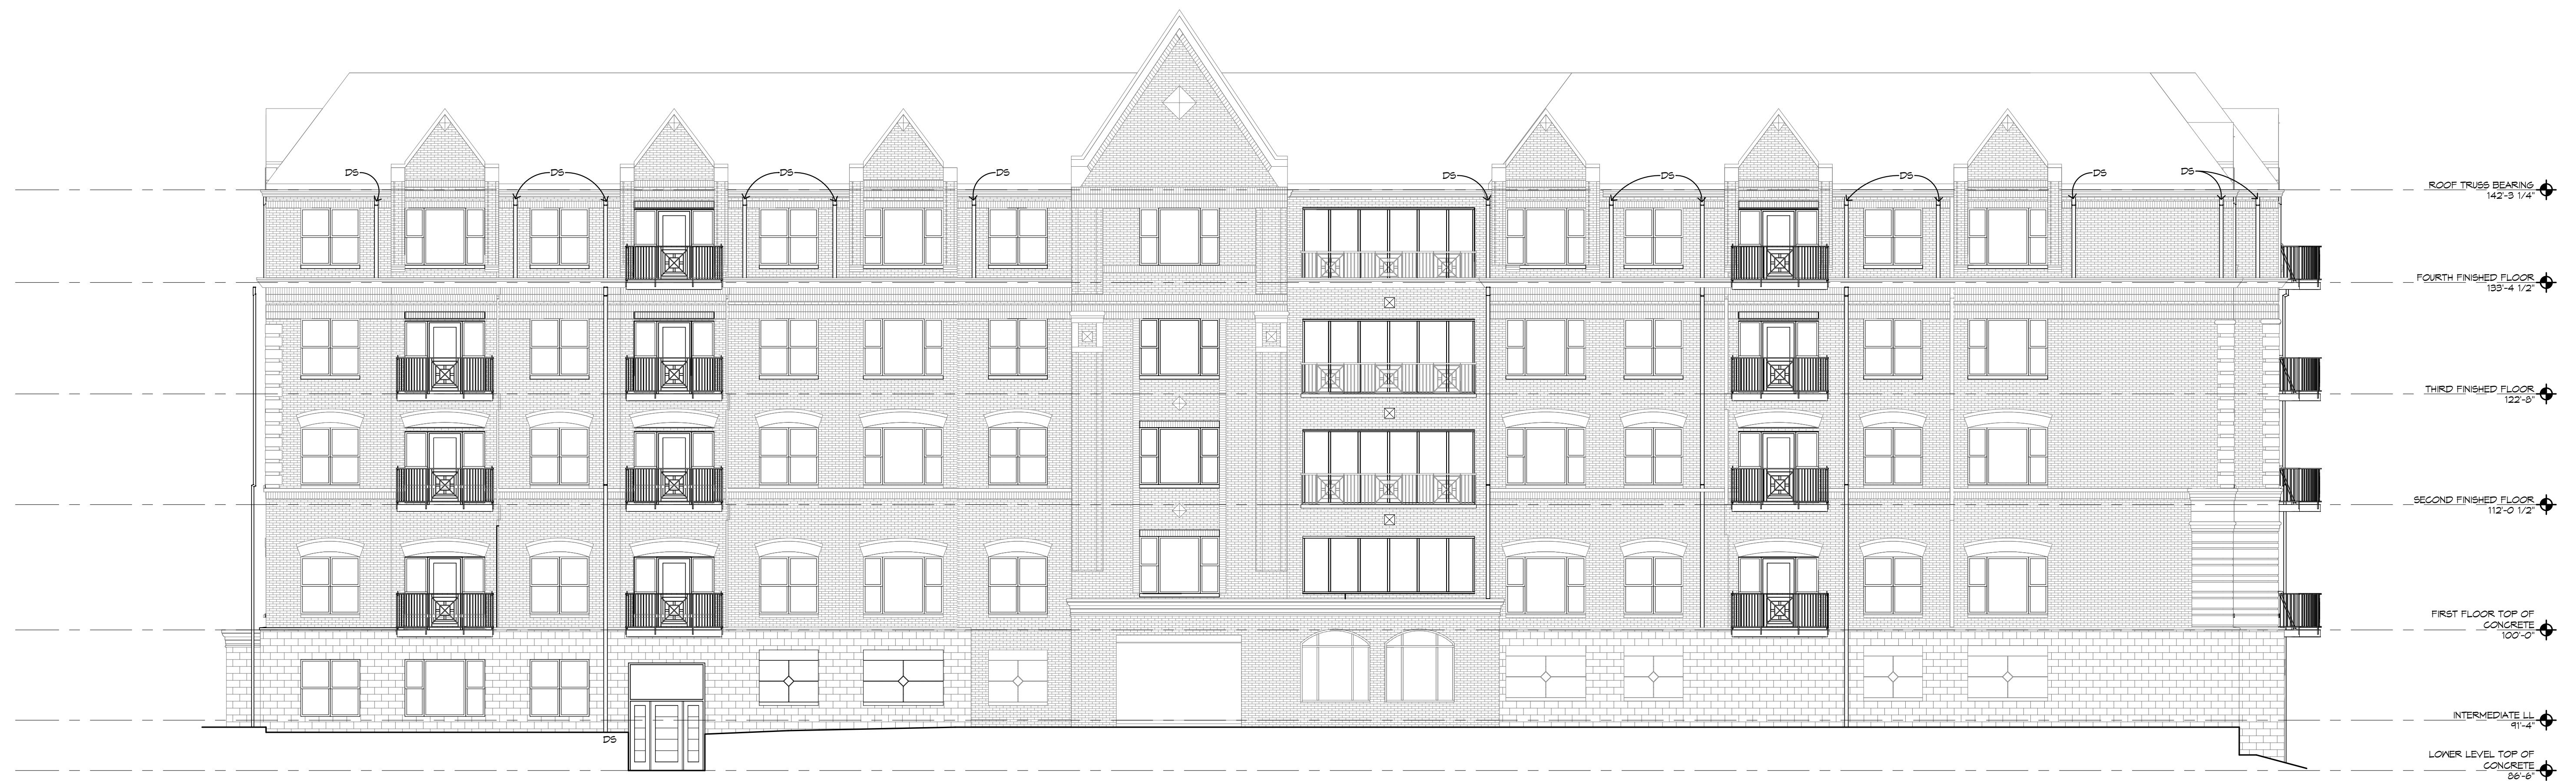 DS
DS
DS
DS
DS
DS
DS
DS
DS
ROOF TRUSS BEARING
142'-3 1/4"
FOURTH FINISHED FLOOR
133'-4 1/2"
THIRD FINISHED FLOOR
122'-8"
SECOND FINISHED FLOOR
112'-0 1/2"
FIRST FLOOR TOP OF
CONCRETE
100'-0"
INTERMEDIATE LL
91'-4"
DS
LOWER LEVEL TOP OF
CONCRETE
86'-6"